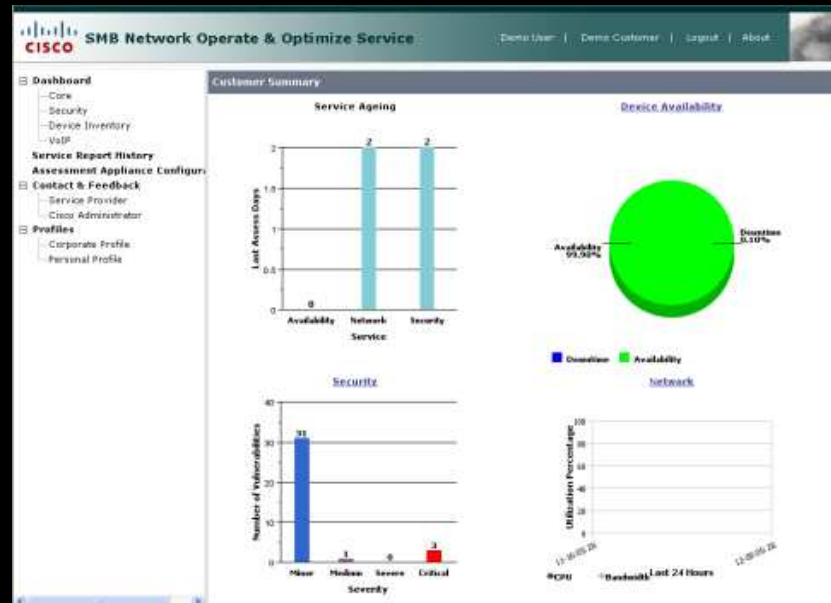 CISCO
SMB Network Operate & Optimize Service
Demo User | Demo Customer | Logout | About
Dashboard
Core
Security
Device Inventory
VoIP
Service Report History
Assessment Appliance Configur
Contact & Feedback
Service Provider
Cisco Administrator
Profiles
Corporate Profile
Personal Profile
Customer Summary
Service Ageing
Last Assess Days
2
1.5
1
0.5
0
0
2
2
Availability Network Security
Service
Device Availability
Availability
99.90%
Downtime
0.10%
Downtime Availability
Security
Number of Vulnerabilities
40
30
20
10
0
31
1
0
3
Minor Medium Severe Critical
Severity
Network
Utilization Percentage
100
80
60
40
20
0
CPU Bandwidth Last 24 Hours